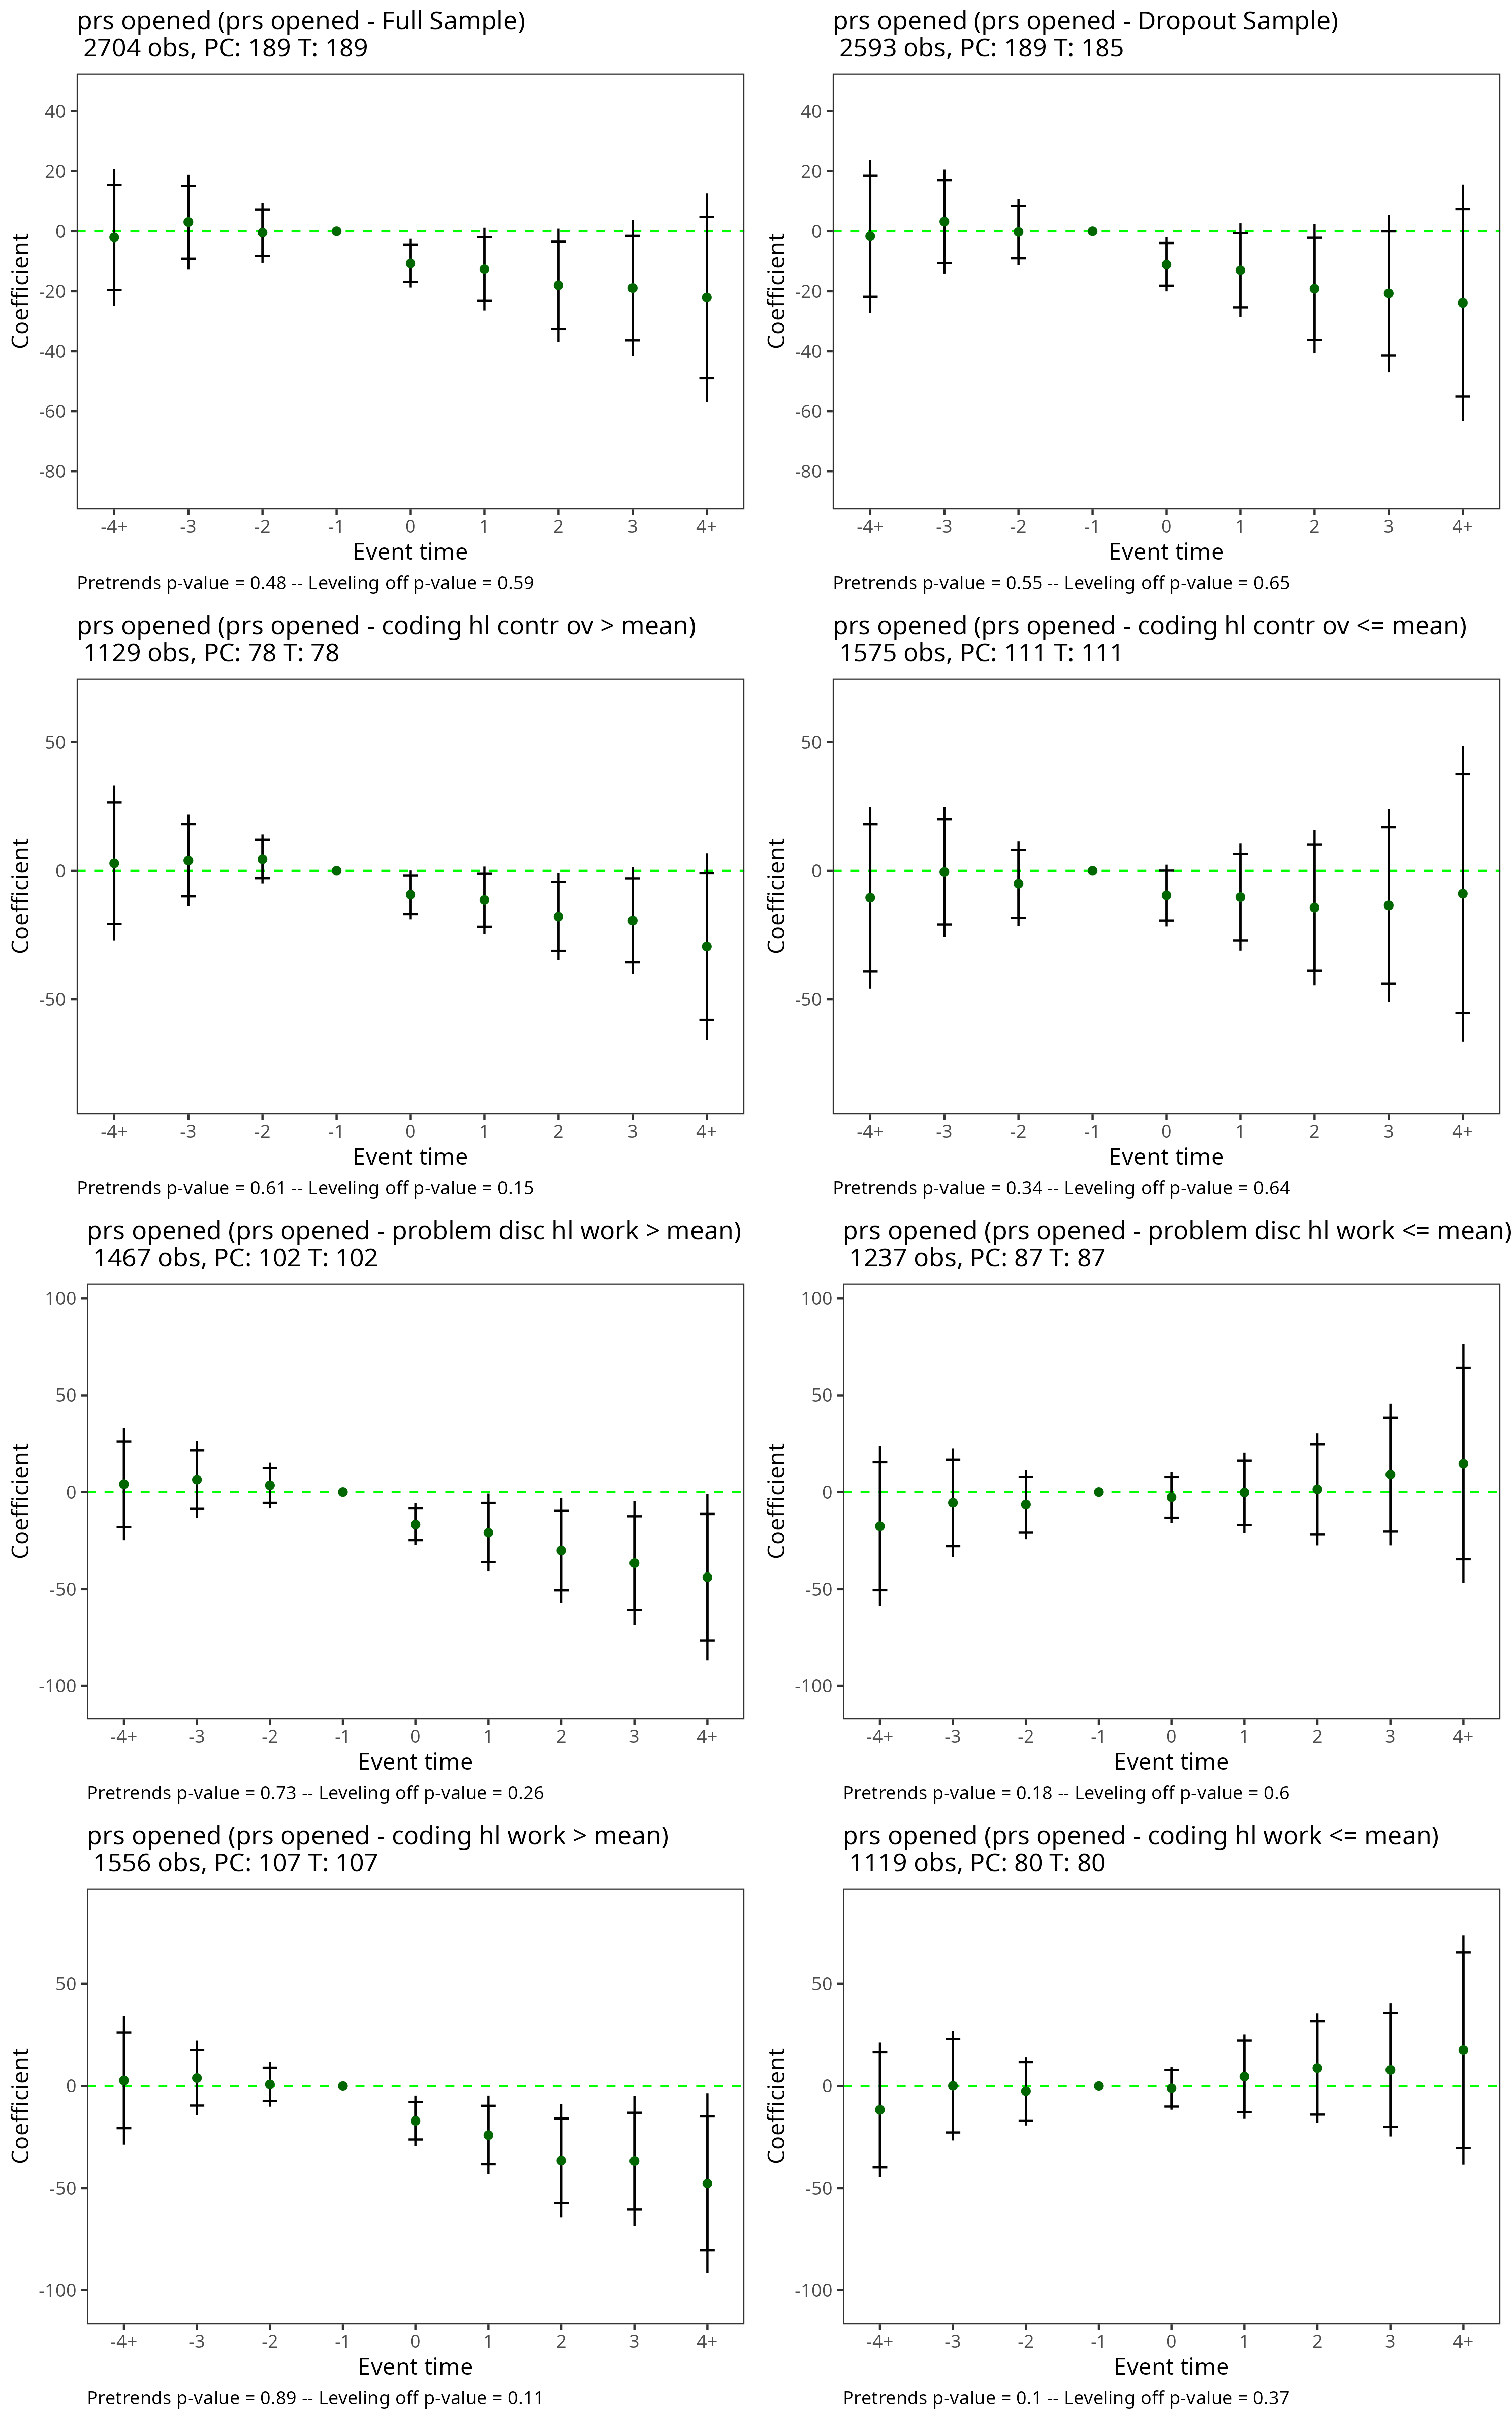 prs opened (prs opened - Full Sample)
2704 obs, PC: 189 T: 189
40
20
0
-20
-40
-60
-80
Coefficient
-4+ -3 -2 -1 0 1 2 3 4+
Event time
Pretrends p-value = 0.48 -- Leveling off p-value = 0.59
prs opened (prs opened - Dropout Sample)
2593 obs, PC: 189 T: 185
40
20
0
-20
-40
-60
-80
Coefficient
-4+ -3 -2 -1 0 1 2 3 4+
Event time
Pretrends p-value = 0.55 -- Leveling off p-value = 0.65
prs opened (prs opened - coding hl contr ov > mean)
1129 obs, PC: 78 T: 78
50
0
-50
Coefficient
-4+ -3 -2 -1 0 1 2 3 4+
Event time
Pretrends p-value = 0.61 -- Leveling off p-value = 0.15
prs opened (prs opened - coding hl contr ov <= mean)
1575 obs, PC: 111 T: 111
50
0
-50
Coefficient
-4+ -3 -2 -1 0 1 2 3 4+
Event time
Pretrends p-value = 0.34 -- Leveling off p-value = 0.64
prs opened (prs opened - problem disc hl work > mean)
1467 obs, PC: 102 T: 102
100
50
0
-50
-100
Coefficient
-4+ -3 -2 -1 0 1 2 3 4+
Event time
Pretrends p-value = 0.73 -- Leveling off p-value = 0.26
prs opened (prs opened - problem disc hl work <= mean)
1237 obs, PC: 87 T: 87
100
50
0
-50
-100
Coefficient
-4+ -3 -2 -1 0 1 2 3 4+
Event time
Pretrends p-value = 0.18 -- Leveling off p-value = 0.6
prs opened (prs opened - coding hl work > mean)
1556 obs, PC: 107 T: 107
50
0
-50
-100
Coefficient
-4+ -3 -2 -1 0 1 2 3 4+
Event time
Pretrends p-value = 0.89 -- Leveling off p-value = 0.11
prs opened (prs opened - coding hl work <= mean)
1119 obs, PC: 80 T: 80
50
0
-50
-100
Coefficient
-4+ -3 -2 -1 0 1 2 3 4+
Event time
Pretrends p-value = 0.1 -- Leveling off p-value = 0.37